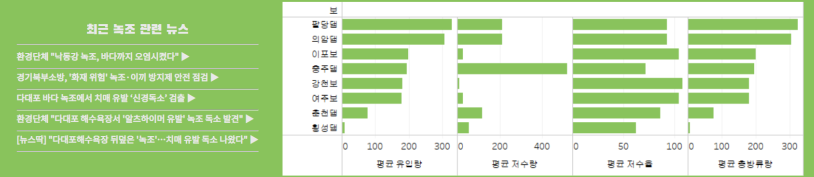 최근 녹조 관련 뉴스
환경단체 "낙동강 녹조, 바다까지 오염시켰다" ▶
경기북부소방, '화재 위험' 녹조·이끼 방치제 안전 점검 ▶
다대포 바다 녹조에서 치매 유발 '신경독소' 검출 ▶
환경단체 "다대포 해수욕장서 '알츠하이머 유발' 녹조 독소 발견" ▶
[뉴스딱] "다대포해수욕장 뒤덮은 '녹조'…치매 유발 독소 나왔다" ▶
보
팔당댐
의암댐
이포보
충주댐
강천보
여주보
춘천댐
횡성댐
0 100 200 300
0 200 400
0 50 100
0 100 200 300
평균 유입량
평균 저수량
평균 저수율
평균 총방류량